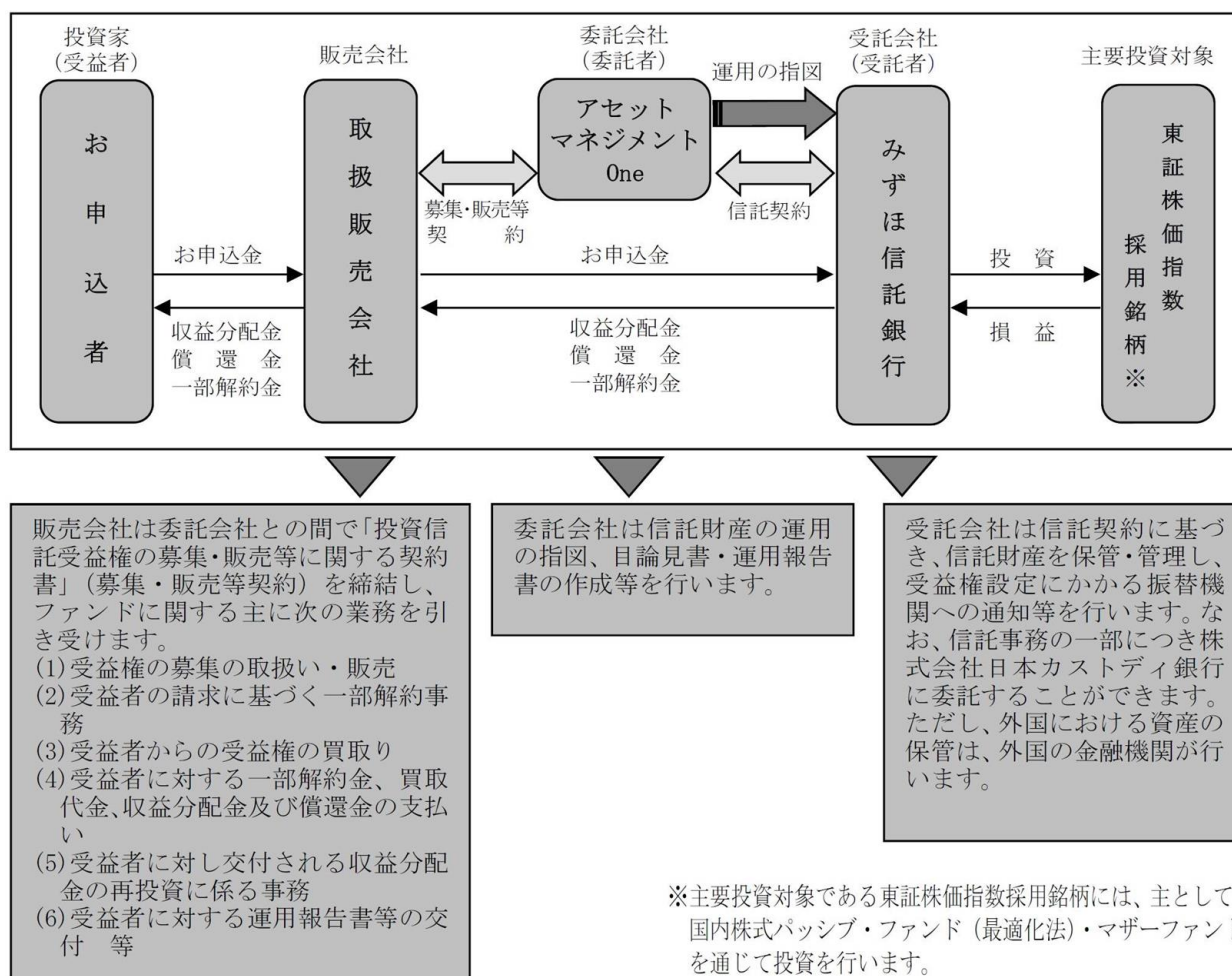 投資家
(受益者)
販売会社
委託会社
(委託者)
受託会社
(受託者)
主要投資対象
お申込者
取扱販売会社
アセット
マネジメント
One
みずほ信託銀行
東証株価指数
採用銘柄※
運用の指図
募集・販売等
契　約
信託契約
お申込金
収益分配金
償　還　金
一部解約金
お申込金
収益分配金
償　還　金
一部解約金
投　資
損　益
販売会社は委託会社との間で「投資信
託受益権の募集・販売等に関する契約
書」(募集・販売等契約) を締結し、
ファンドに関する主に次の業務を引
き受けます。
(1)受益権の募集の取扱い・販売
(2)受益者の請求に基づく一部解約事
務
(3)受益者からの受益権の買取り
(4)受益者に対する一部解約金、買取
代金、収益分配金及び償還金の支払
い
(5)受益者に対し交付される収益分配
金の再投資に係る事務
(6)受益者に対する運用報告書等の交
付　等
委託会社は信託財産の運用
の指図、目論見書・運用報告
書の作成等を行います。
受託会社は信託契約に基づ
き、信託財産を保管・管理し、
受益権設定にかかる振替機
関への通知等を行います。な
お、信託事務の一部につき株
式会社日本カストディ銀行
に委託することができます。
ただし、外国における資産の
保管は、外国の金融機関が行
います。
※主要投資対象である東証株価指数採用銘柄には、主として
国内株式パッシブ・ファンド (最適化法)・マザーファンド
を通じて投資を行います。